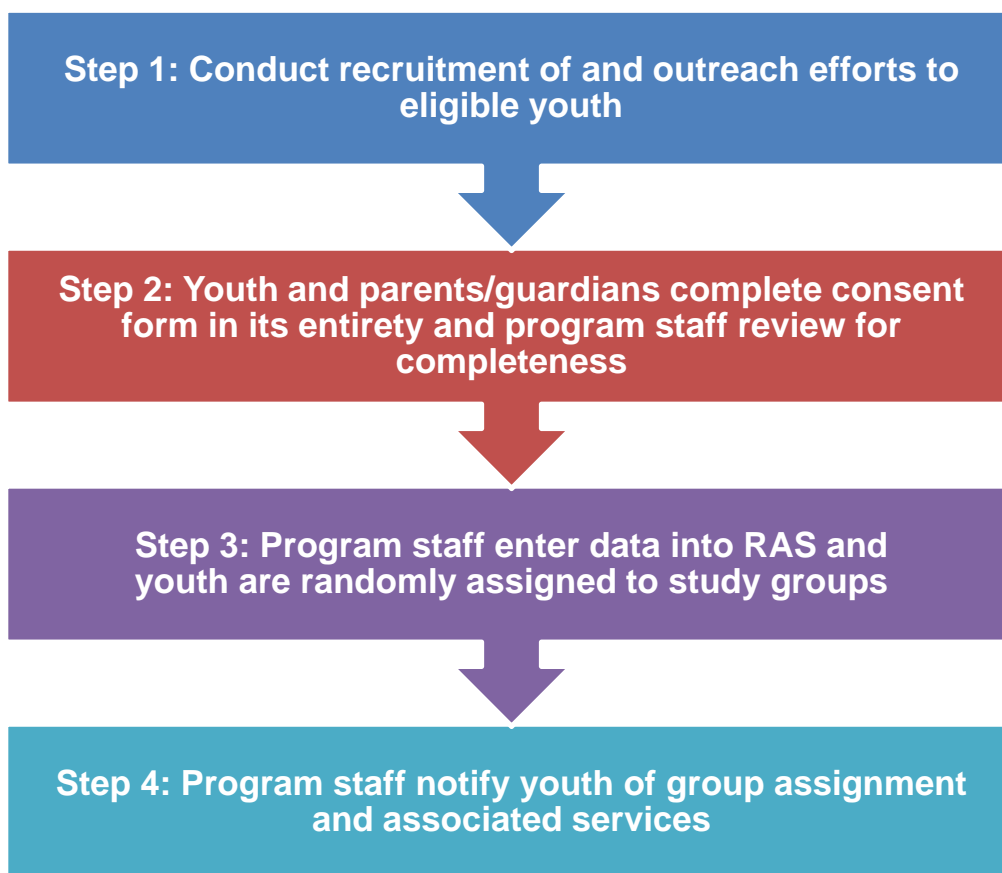 Step 1: Conduct recruitment of and outreach efforts to
eligible youth
Step 2: Youth and parents/guardians complete consent
form in its entirety and program staff review for
completeness
Step 3: Program staff enter data into RAS and
youth are randomly assigned to study groups
Step 4: Program staff notify youth of group assignment
and associated services